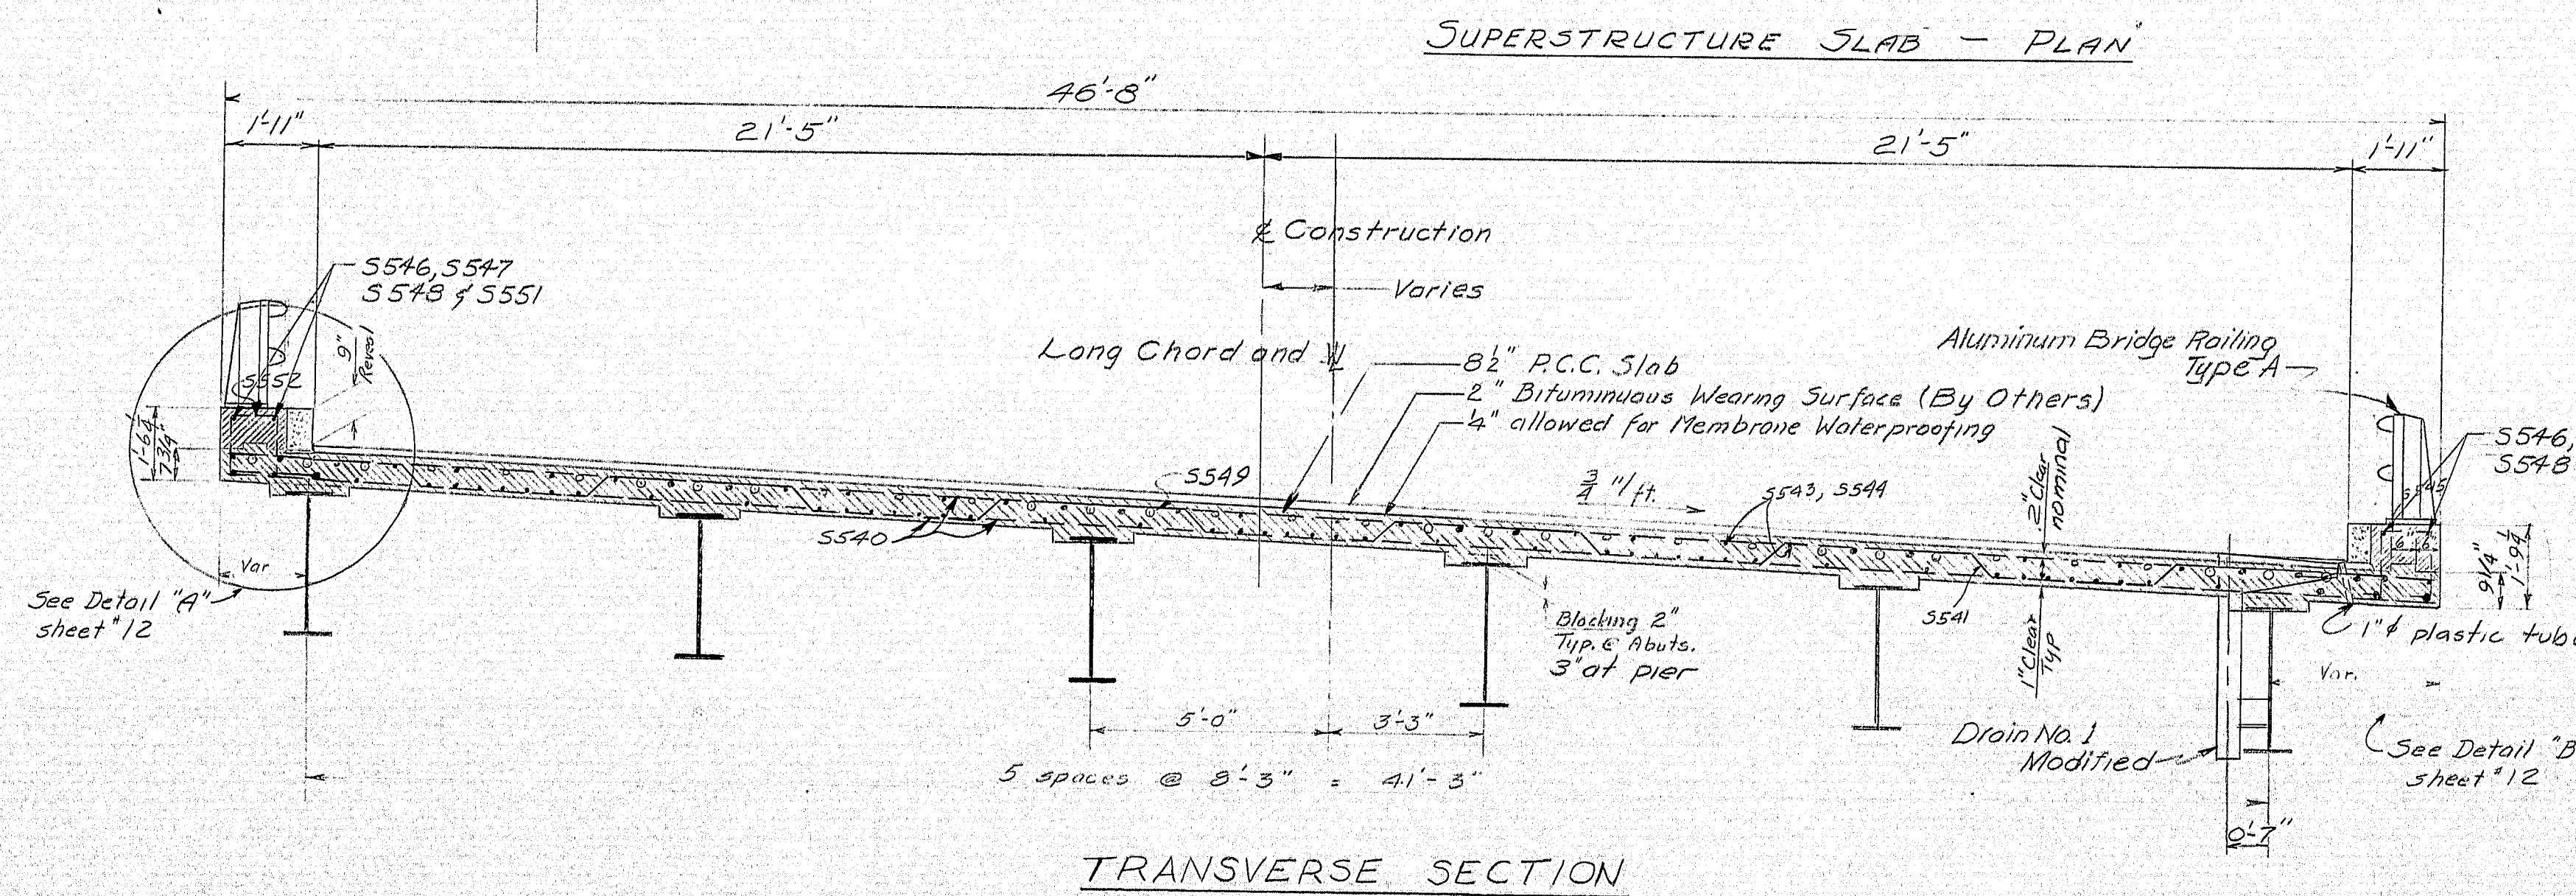 SUPERSTRUCTURE SLAB - PLAN
46'-8"
1'-11"
21'-5"
21'-5"
1'-11"
℄ Construction
Varies
S546, S547
S548 & S551
9"
Reveal
S552
Long Chord and
8½" P.C.C. Slab
2" Bituminuous Wearing Surface (By Others)
¼" allowed for Membrane Waterproofing
Aluminum Bridge Railing
Type A
S546,
S548
S545
6"
1'-6¼"
7¾"
S549
¾"/ft.
S543, S544
2" Clear
nominal
S540
S541
1" Clear
Typ
9¼"
1'-9¼"
Var
See Detail "A"
sheet #12
Blocking 2"
Typ. @ Abuts.
3" at pier
1"ϕ plastic tub
Var.
5'-0"
3'-3"
Drain No. 1
Modified
See Detail "B
sheet #12
5 spaces @ 8'-3" = 41'-3"
0'-7"
TRANSVERSE SECTION